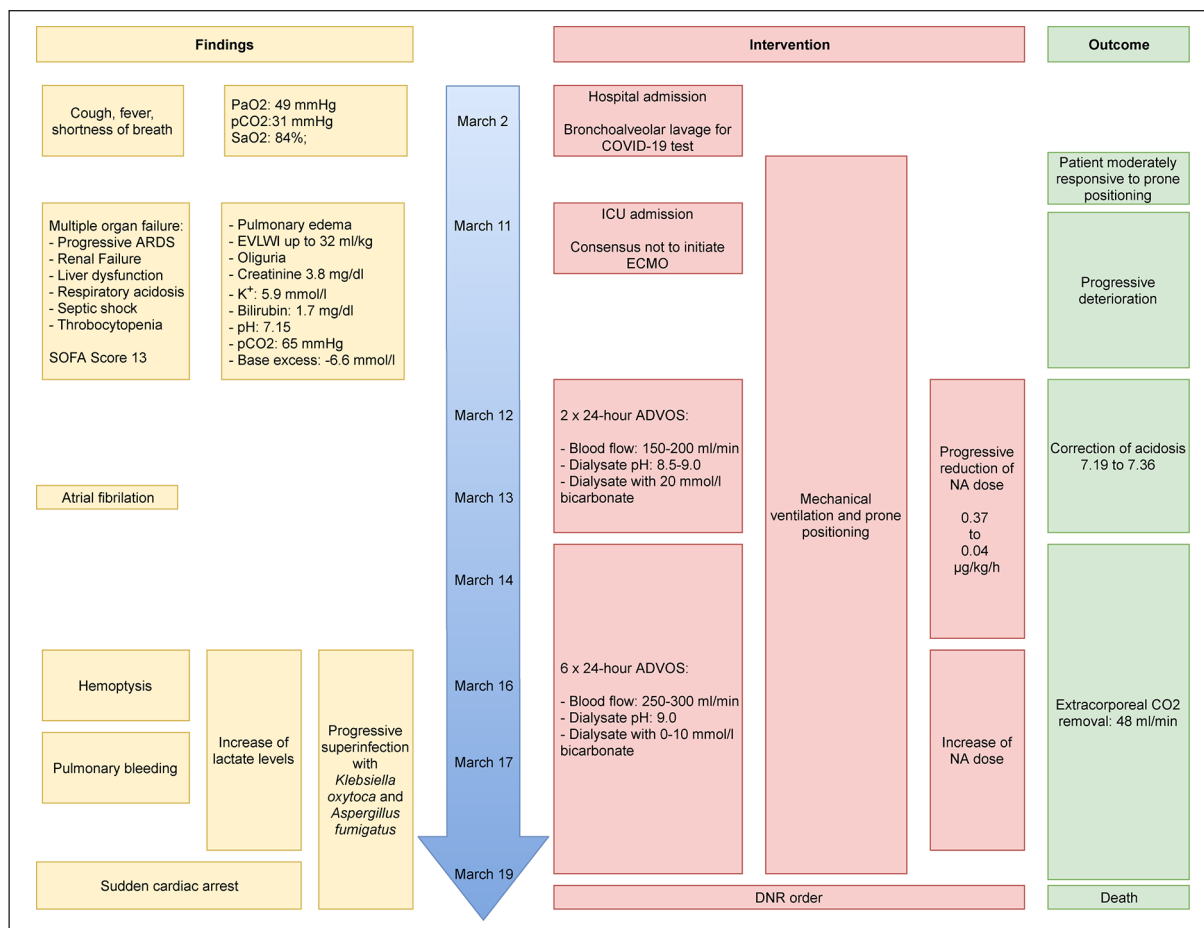 Findings
Intervention
Outcome
Cough, fever,
shortness of breath
PaO2: 49 mmHg
pCO2:31 mmHg
SaO2: 84%;
March 2
Hospital admission
Bronchoalveolar lavage for
COVID-19 test
Patient moderately
responsive to prone
positioning
Multiple organ failure:
- Progressive ARDS
- Renal Failure
- Liver dysfunction
- Respiratory acidosis
- Septic shock
- Throbocytopenia
SOFA Score 13
- Pulmonary edema
- EVLWI up to 32 ml/kg
- Oliguria
- Creatinine 3.8 mg/dl
- K+: 5.9 mmol/l
- Bilirubin: 1.7 mg/dl
- pH: 7.15
- pCO2: 65 mmHg
- Base excess: -6.6 mmol/l
March 11
ICU admission
Consensus not to initiate
ECMO
Progressive
deterioration
March 12
2 x 24-hour ADVOS:
- Blood flow: 150-200 ml/min
- Dialysate pH: 8.5-9.0
- Dialysate with 20 mmol/l
bicarbonate
Mechanical
ventilation and prone
positioning
Progressive
reduction of
NA dose
0.37
to
0.04
µg/kg/h
Correction of acidosis
7.19 to 7.36
Atrial fibrilation
March 13
March 14
Hemoptysis
Pulmonary bleeding
Increase of
lactate levels
Progressive
superinfection
with
Klebsiella
oxytoca and
Aspergillus
fumigatus
March 16
March 17
6 x 24-hour ADVOS:
- Blood flow: 250-300 ml/min
- Dialysate pH: 9.0
- Dialysate with 0-10 mmol/l
bicarbonate
Increase of
NA dose
Extracorporeal CO2
removal: 48 ml/min
Sudden cardiac arrest
March 19
DNR order
Death